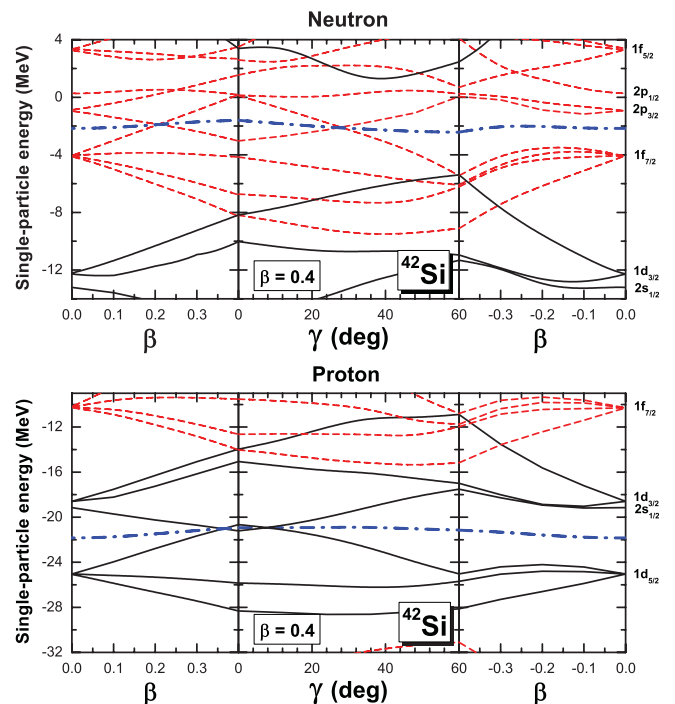 Neutron
Single-particle energy (MeV)
4
0
-4
-8
-12
1f5/2
2p1/2
2p3/2
1f7/2
1d3/2
2s1/2
β = 0.4
42Si
0.0 0.1 0.2 0.3 0 20 40 60 -0.3 -0.2 -0.1 0.0
β γ (deg) β
Proton
Single-particle energy (MeV)
-12
-16
-20
-24
-28
-32
1f7/2
1d3/2
2s1/2
1d5/2
β = 0.4
42Si
0.0 0.1 0.2 0.3 0 20 40 60 -0.3 -0.2 -0.1 0.0
β γ (deg) β